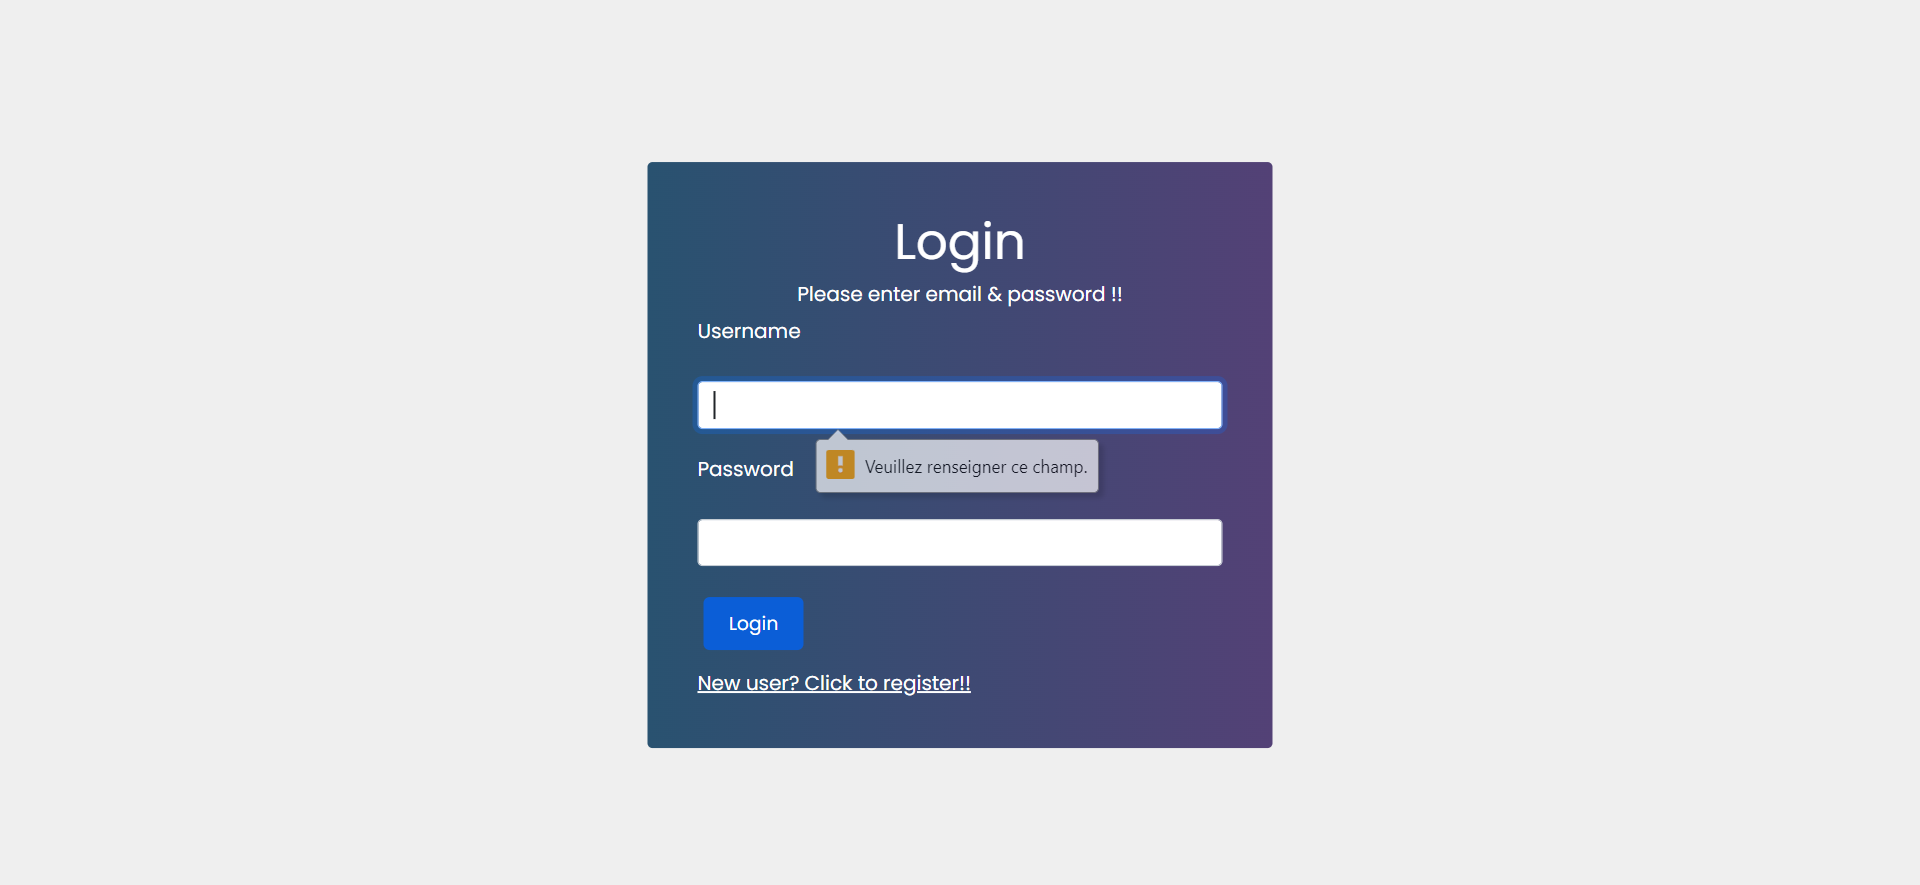 Login
Please enter email & password !!
Username
Password
Veuillez renseigner ce champ.
Login
New user? Click to register!!